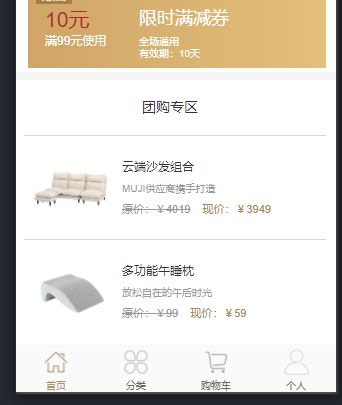 10元
限时满减券
满99元使用
全场通用
有效期：10天
团购专区
云端沙发组合
MUJI供应商携手打造
原价：￥4019 现价：￥3949
多功能午睡枕
放松自在的午后时光
原价：￥99 现价：￥59
首页 分类 购物车 个人